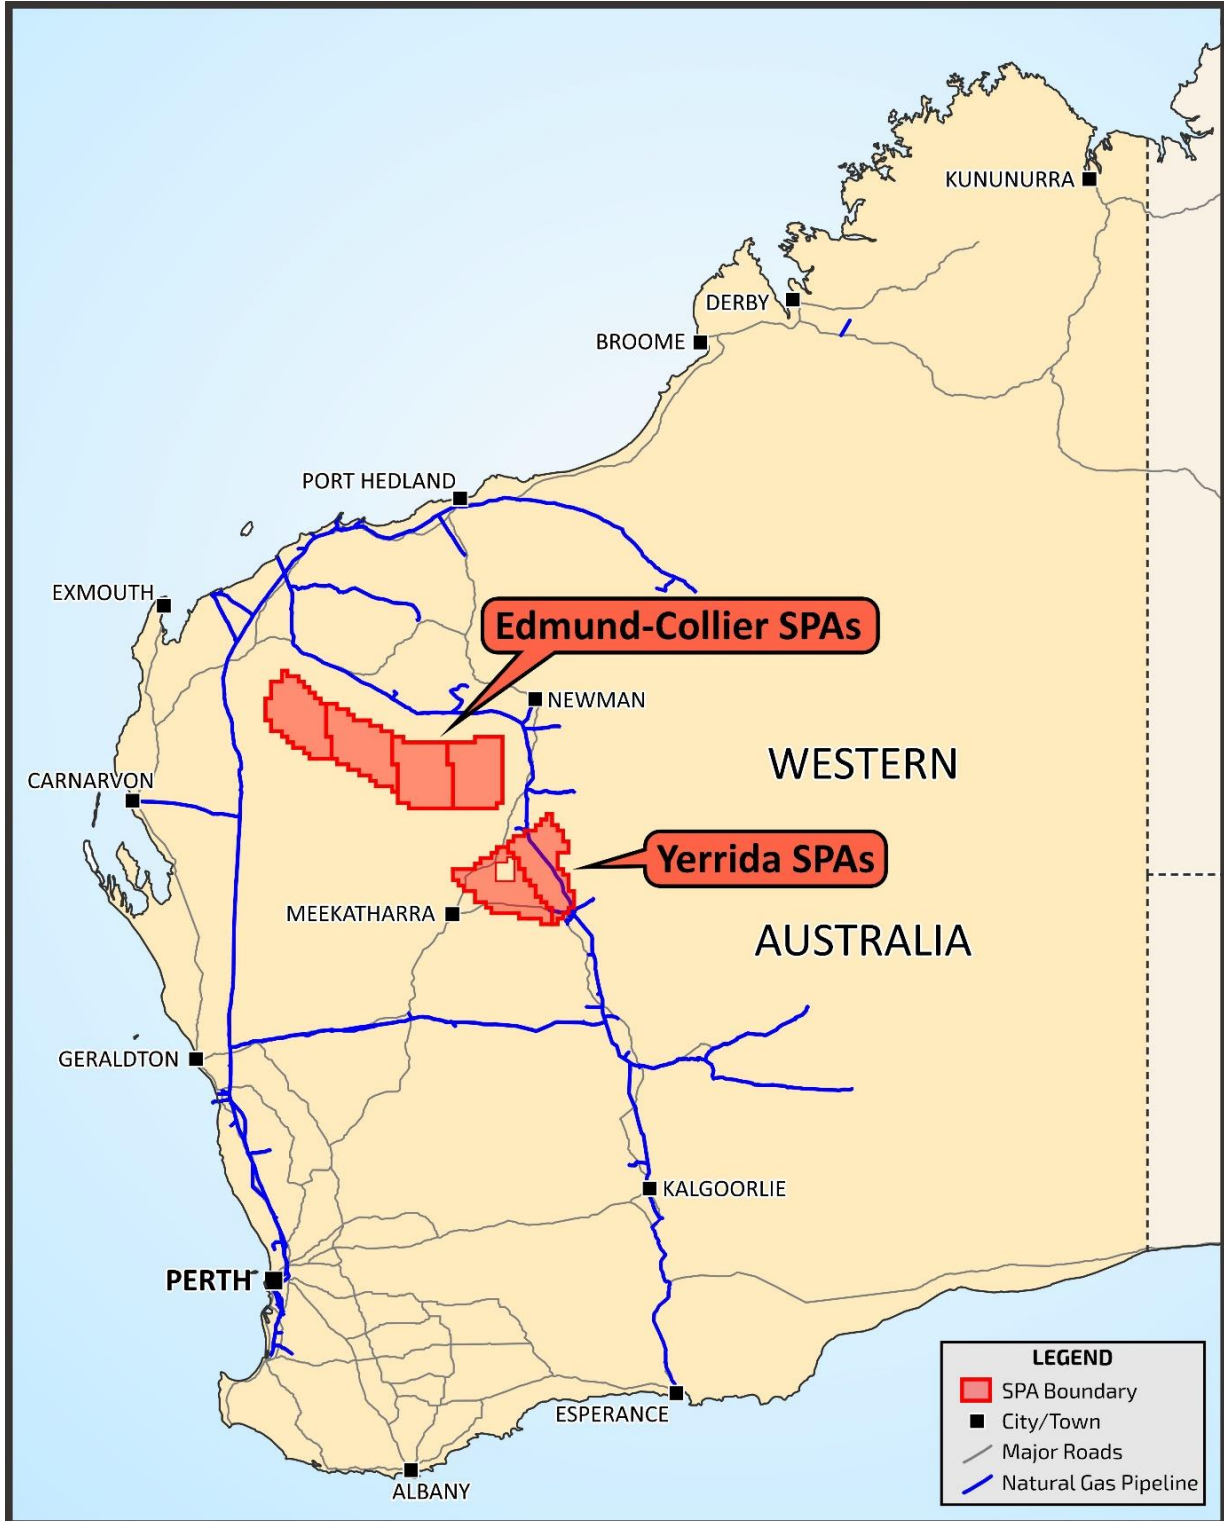 KUNUNURRA
DERBY
BROOME
PORT HEDLAND
EXMOUTH
Edmund-Collier SPAs
NEWMAN
WESTERN
CARNARVON
Yerrida SPAs
MEEKATHARRA
AUSTRALIA
GERALDTON
KALGOORLIE
PERTH
ESPERANCE
ALBANY
LEGEND
SPA Boundary
City/Town
Major Roads
Natural Gas Pipeline